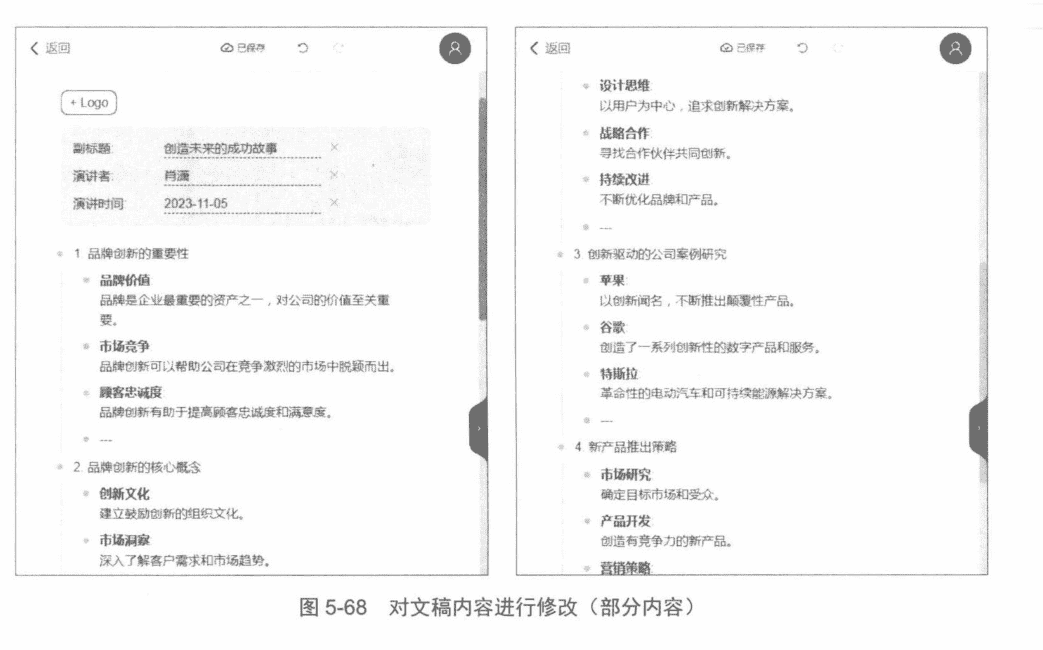 返回
已保存
+ Logo
副标题: 创造未来的成功故事 ×
演讲者: 肖潇 ×
演讲时间: 2023-11-05 ×
1. 品牌创新的重要性
品牌价值
品牌是企业最重要的资产之一，对公司的价值至关重
要。
市场竞争
品牌创新可以帮助公司在竞争激烈的市场中脱颖而出。
顾客忠诚度
品牌创新有助于提高顾客忠诚度和满意度。
---
2. 品牌创新的核心概念
创新文化
建立鼓励创新的组织文化。
市场洞察
深入了解客户需求和市场趋势。
返回
已保存
设计思维
以用户为中心，追求创新解决方案。
战略合作
寻找合作伙伴共同创新。
持续改进
不断优化品牌和产品。
---
3. 创新驱动的公司案例研究
苹果
以创新闻名，不断推出颠覆性产品。
谷歌
创造了一系列创新性的数字产品和服务。
特斯拉
革命性的电动汽车和可持续能源解决方案。
---
4. 新产品推出策略
市场研究
确定目标市场和受众。
产品开发
创造有竞争力的新产品。
营销策略
图 5-68 对文稿内容进行修改（部分内容）